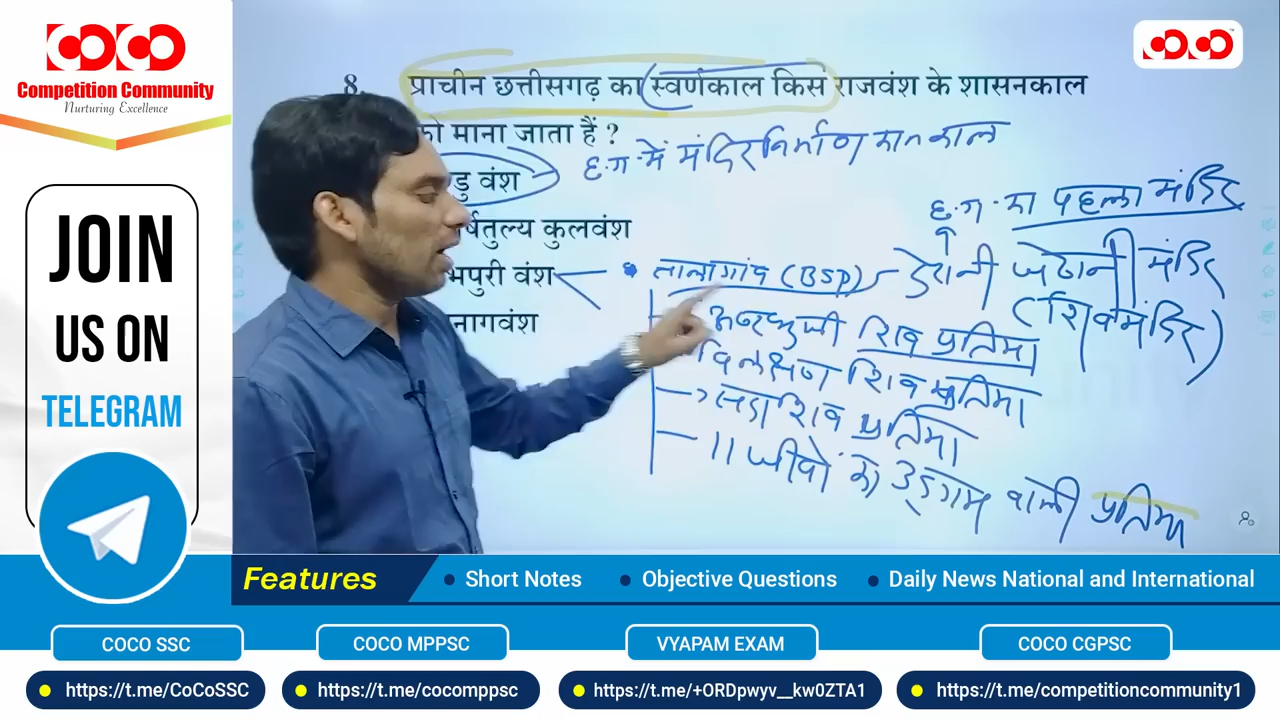 COCO
Competition Community
Nurturing Excellence
COCO
8. प्राचीन छत्तीसगढ़ का स्वर्णकाल किस राजवंश के शासनकाल
को माना जाता हैं ?
छ.ग. में मंदिर निर्माण का काल
डु वंश
छ.ग. का पहला मंदिर
र्षितुल्य कुलवंश
भपुरी वंश
तालागांव (BSP) देरानी जेठानी मंदिर
(शिवमंदिर)
नागवंश
शिव प्रतिमा
विलक्षण शिव प्रतिमा
प्रतिमा
11 जीवो का उद्गम वाली प्रतिमा
JOIN
US ON
TELEGRAM
Features
• Short Notes
• Objective Questions
• Daily News National and International
COCO SSC
COCO MPPSC
VYAPAM EXAM
COCO CGPSC
https://t.me/CoCoSSC
https://t.me/cocomppsc
https://t.me/+ORDpwyv__kw0ZTA1
https://t.me/competitioncommunity1